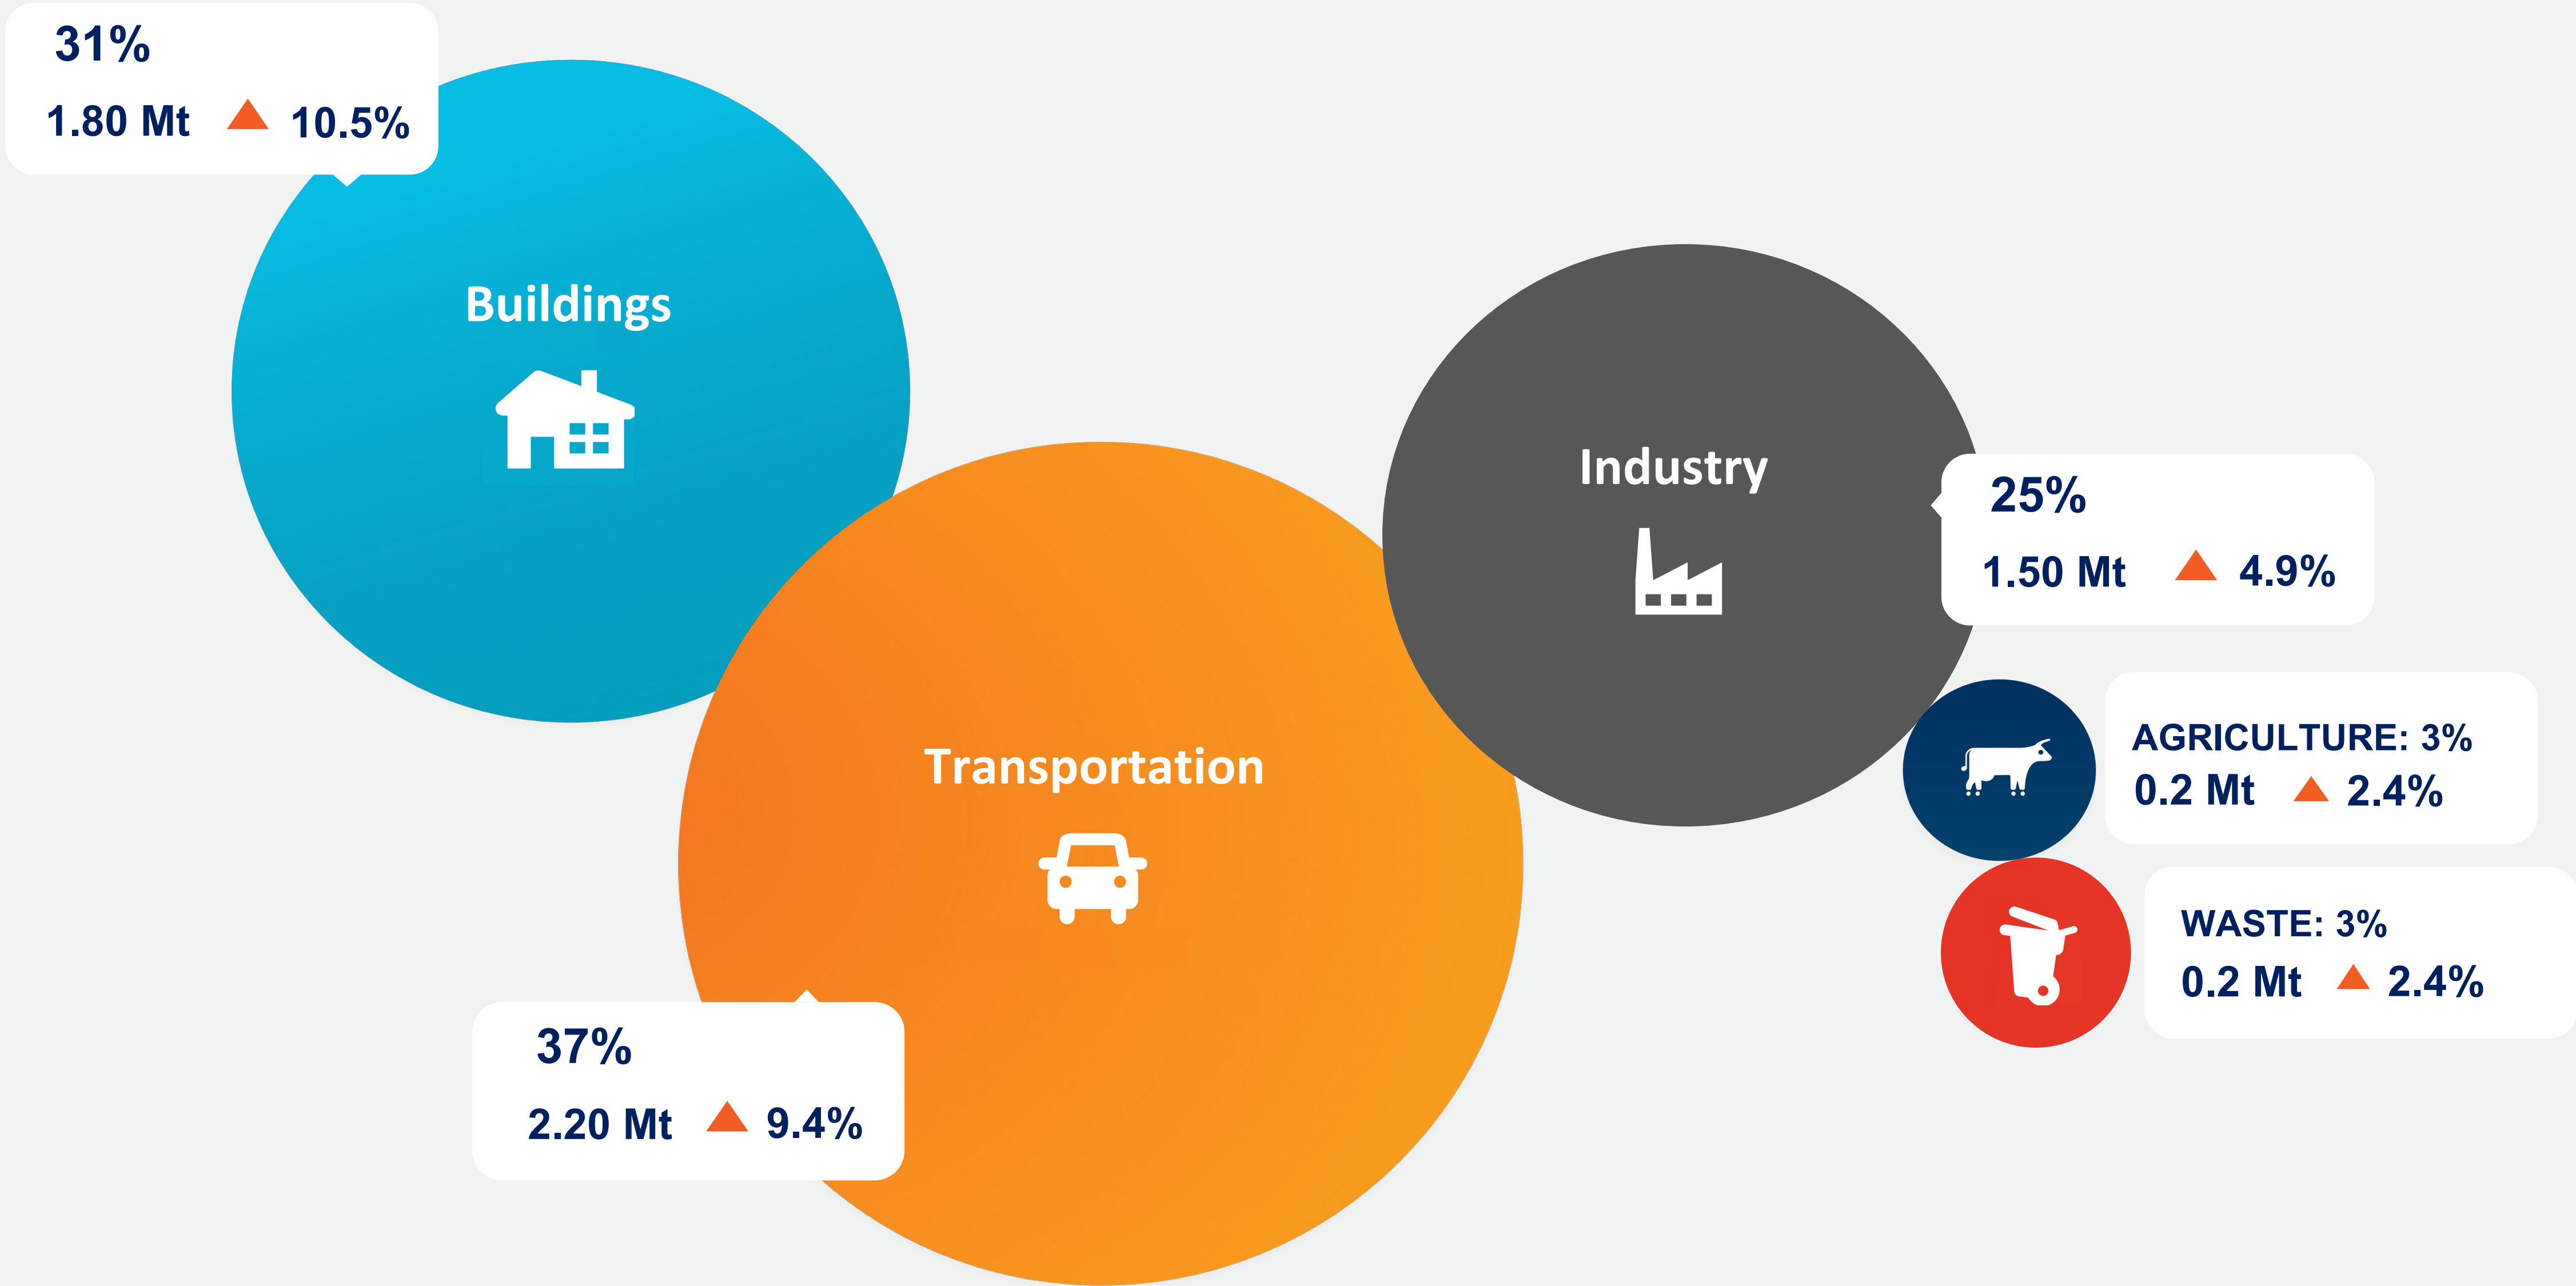 31%
1.80 Mt 10.5%
Buildings
Industry
25%
1.50 Mt 4.9%
Transportation
AGRICULTURE: 3%
0.2 Mt 2.4%
WASTE: 3%
0.2 Mt 2.4%
37%
2.20 Mt 9.4%